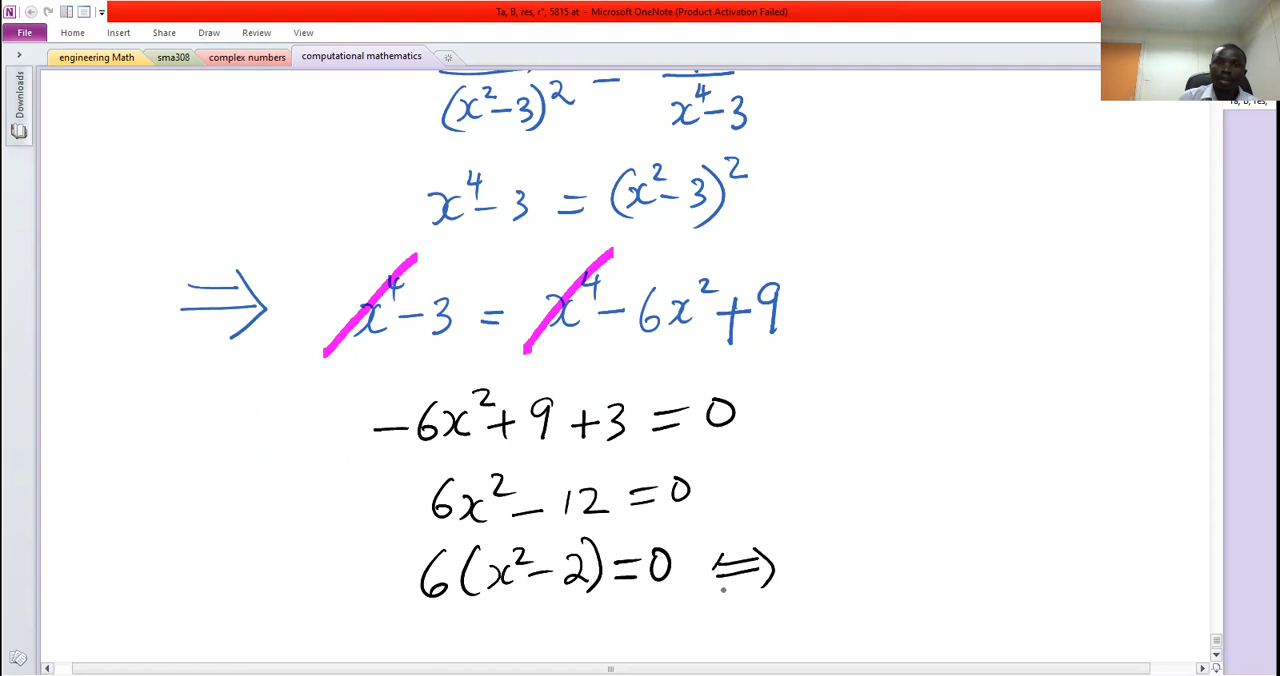 Ta, B, res, r", 5815 at - Microsoft OneNote (Product Activation Failed)
File Home Insert Share Draw Review View
engineering Math sma308 complex numbers computational mathematics
Downloads
(x²-3)² - x⁴-3
x⁴-3 = (x²-3)²
⇒ x⁴-3 = x⁴-6x²+9
-6x²+9+3=0
6x²-12=0
6(x²-2)=0 ⇔